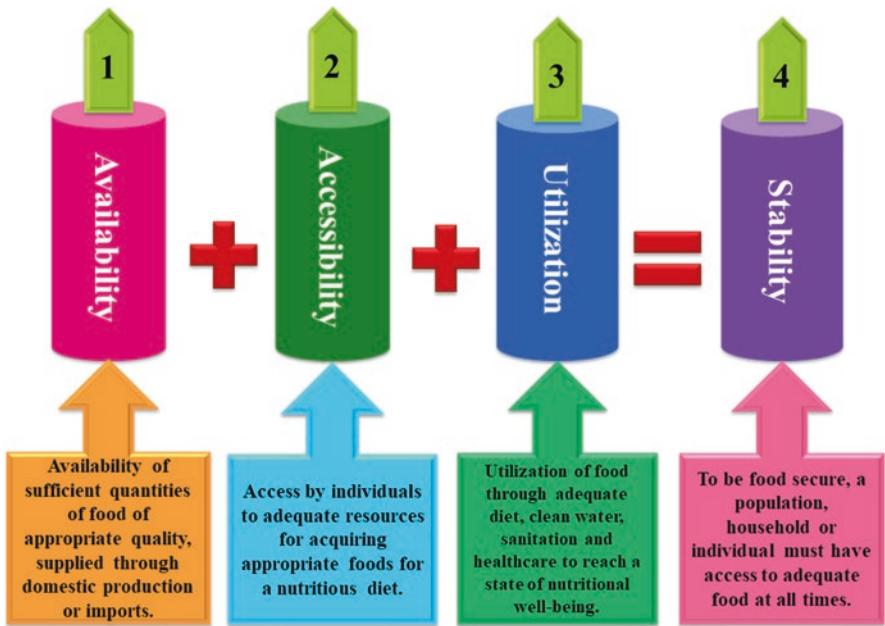 1
2
3
4
Availability
+
Accessibility
+
Utilization
=
Stability
Availability of
sufficient quantities
of food of
appropriate quality,
supplied through
domestic production
or imports.
Access by individuals
to adequate resources
for acquiring
appropriate foods for
a nutritious diet.
Utilization of food
through adequate
diet, clean water,
sanitation and
healthcare to reach a
state of nutritional
well-being.
To be food secure, a
population,
household or
individual must have
access to adequate
food at all times.